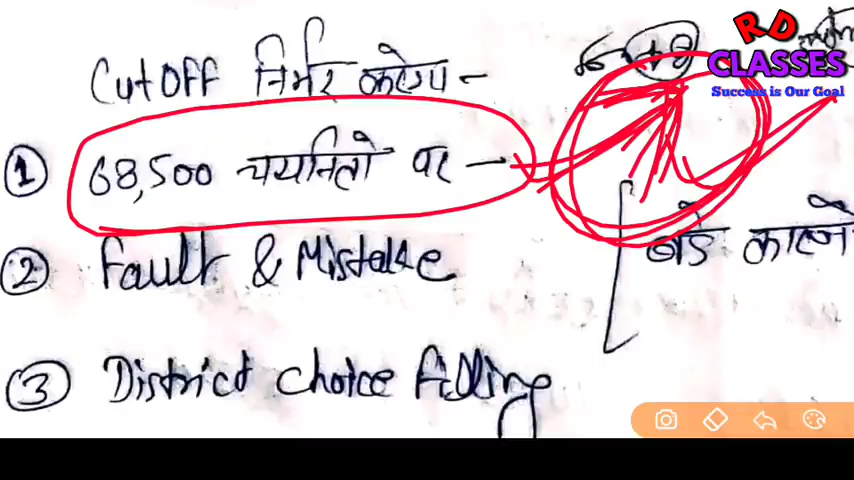 RD
CLASSES
Success is Our Goal
CutOFF निर्भर करेगा -
① 68,500 चयनितो पर -
② Fault & Mistake
③ District choice filling